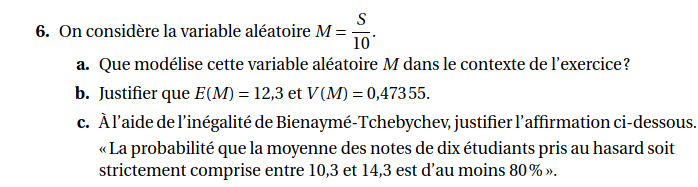 6. On considère la variable aléatoire M = S/10.
a. Que modélise cette variable aléatoire M dans le contexte de l'exercice?
b. Justifier que E(M) = 12,3 et V(M) = 0,47355.
c. À l'aide de l'inégalité de Bienaymé-Tchebychev, justifier l'affirmation ci-dessous.
« La probabilité que la moyenne des notes de dix étudiants pris au hasard soit
strictement comprise entre 10,3 et 14,3 est d'au moins 80% ».